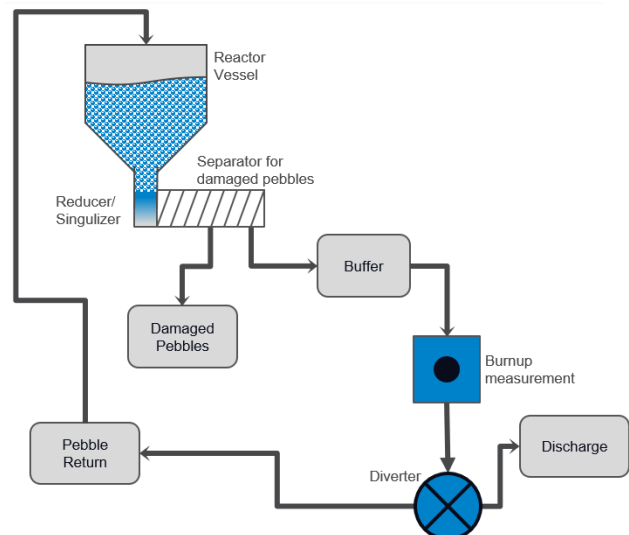 Reactor
Vessel
Separator for
damaged pebbles
Reducer/
Singulizer
Buffer
Damaged
Pebbles
Burnup
measurement
Pebble
Return
Diverter
Discharge